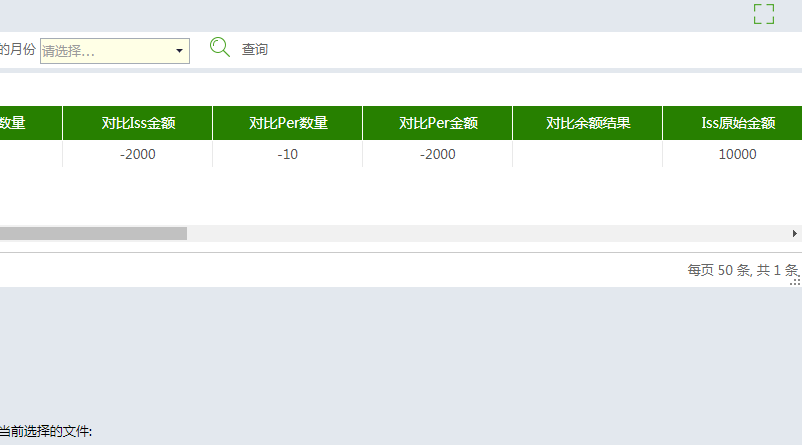 的月份 请选择... 查询
数量 对比Iss金额 对比Per数量 对比Per金额 对比余额结果 Iss原始金额
-2000 -10 -2000 10000
每页 50 条, 共 1 条
当前选择的文件: